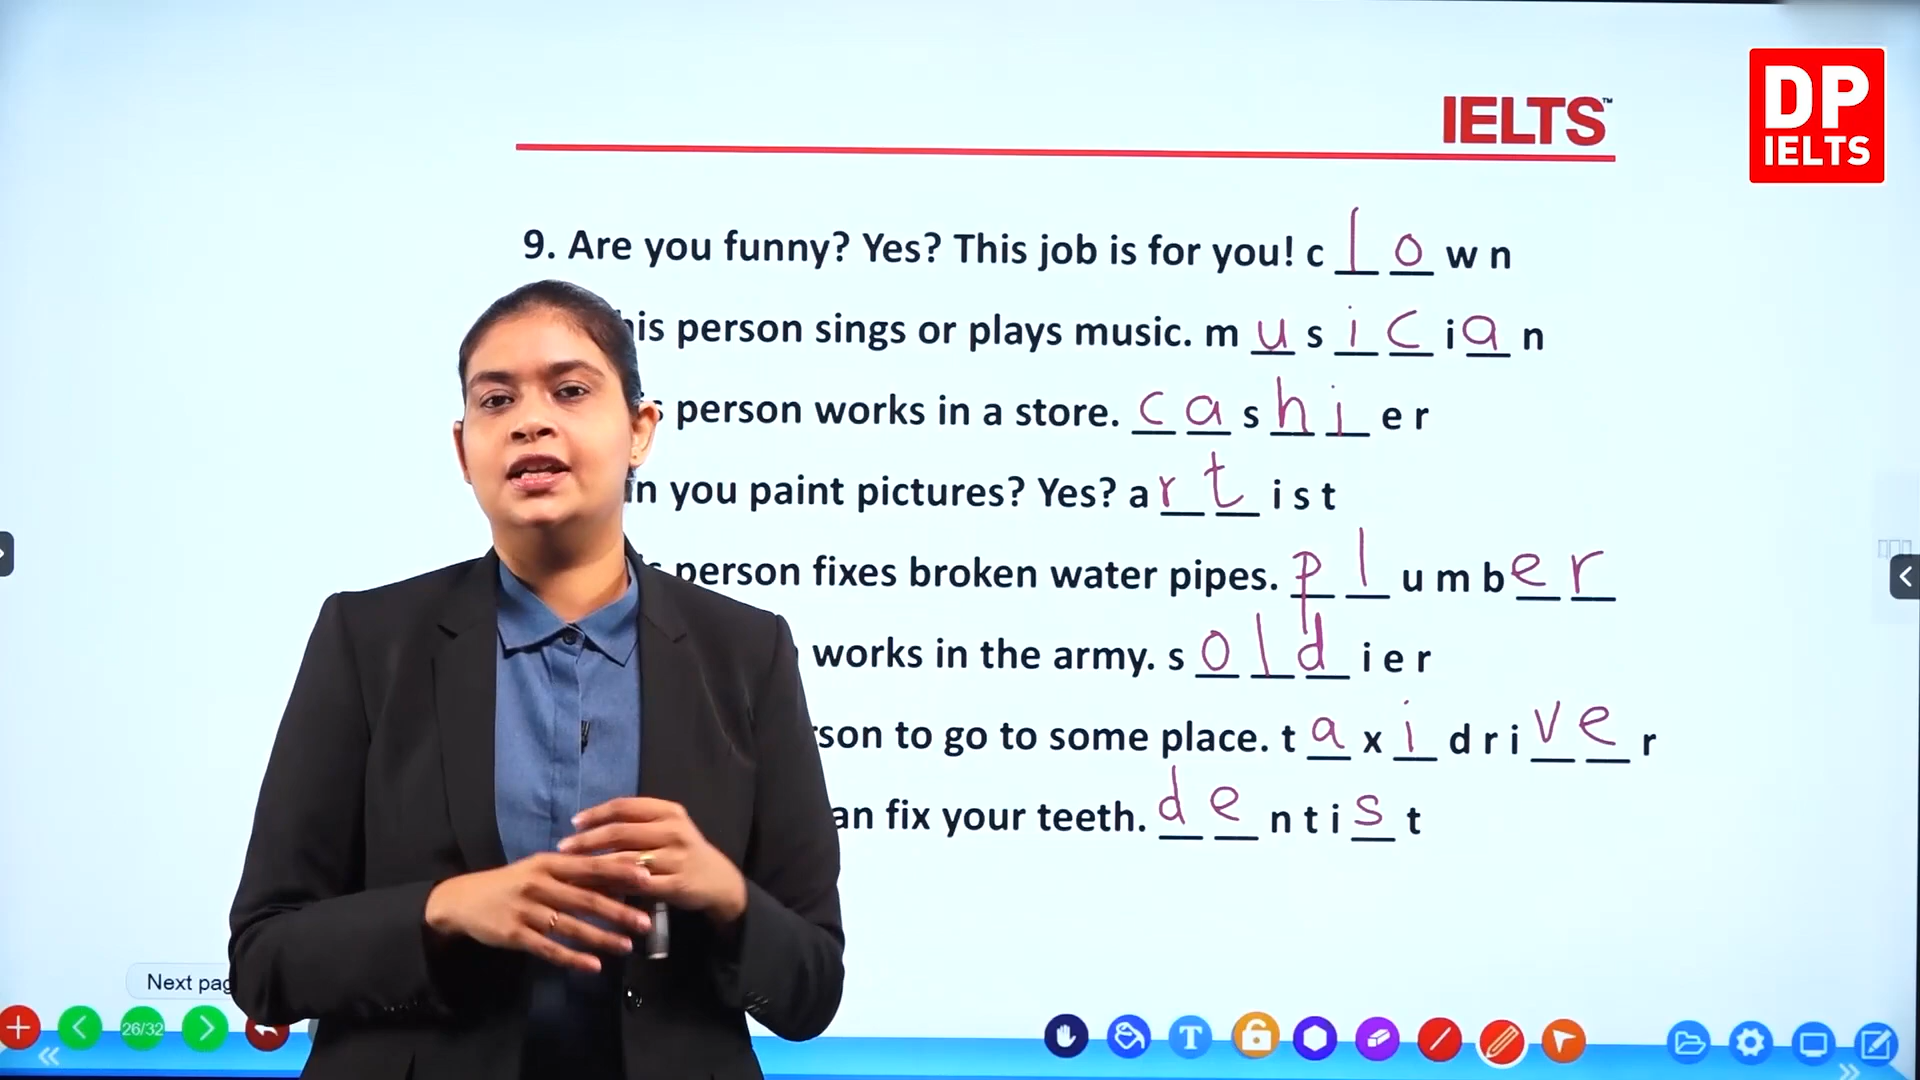 DP
IELTS
IELTS™
9. Are you funny? Yes? This job is for you! c l o w n
his person sings or plays music. m u s i c i a n
s person works in a store. c a s h i e r
n you paint pictures? Yes? a r t i s t
s person fixes broken water pipes. p l u m b e r
works in the army. s o l d i e r
son to go to some place. t a x i d r i v e r
an fix your teeth. d e n t i s t
Next pag
26/32
T